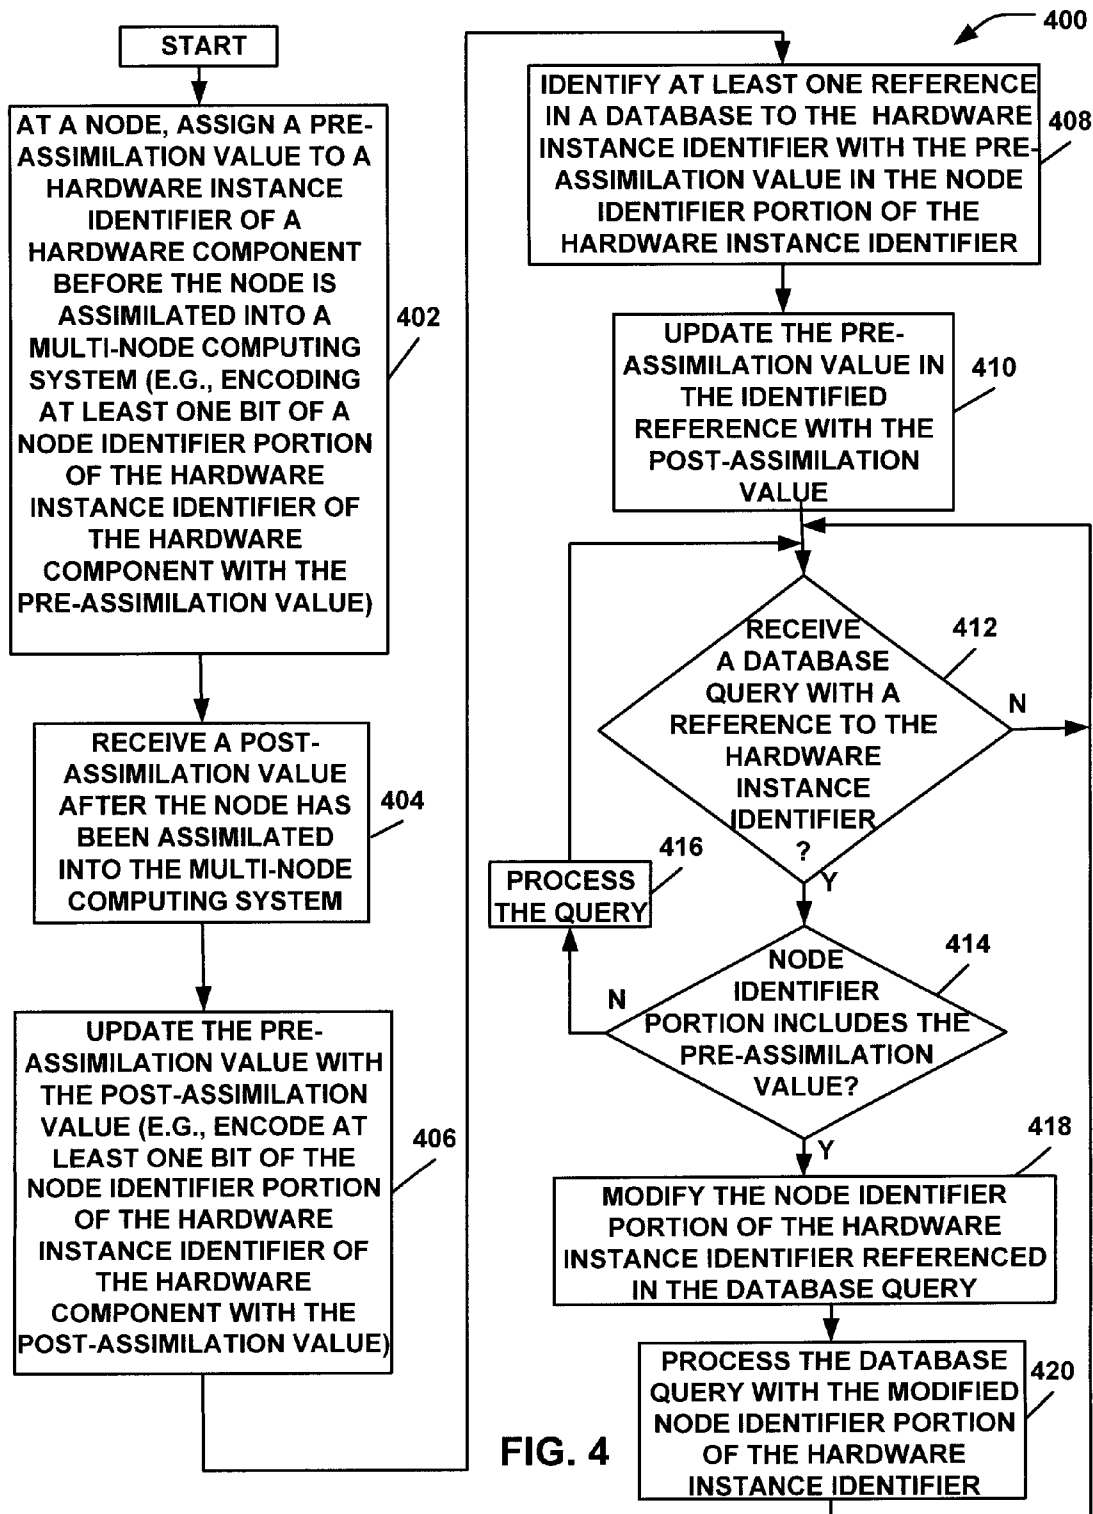 START
AT A NODE, ASSIGN A PRE-
ASSIMILATION VALUE TO A
HARDWARE INSTANCE
IDENTIFIER OF A
HARDWARE COMPONENT
BEFORE THE NODE IS
ASSIMILATED INTO A
MULTI-NODE COMPUTING
SYSTEM (E.G., ENCODING
AT LEAST ONE BIT OF A
NODE IDENTIFIER PORTION
OF THE HARDWARE
INSTANCE IDENTIFIER OF
THE HARDWARE
COMPONENT WITH THE
PRE-ASSIMILATION VALUE)
402
RECEIVE A POST-
ASSIMILATION VALUE
AFTER THE NODE HAS
BEEN ASSIMILATED
INTO THE MULTI-NODE
COMPUTING SYSTEM
404
UPDATE THE PRE-
ASSIMILATION VALUE WITH
THE POST-ASSIMILATION
VALUE (E.G., ENCODE AT
LEAST ONE BIT OF THE
NODE IDENTIFIER PORTION
OF THE HARDWARE
INSTANCE IDENTIFIER OF
THE HARDWARE
COMPONENT WITH THE
POST-ASSIMILATION VALUE)
406
400
IDENTIFY AT LEAST ONE REFERENCE
IN A DATABASE TO THE HARDWARE
INSTANCE IDENTIFIER WITH THE PRE-
ASSIMILATION VALUE IN THE NODE
IDENTIFIER PORTION OF THE
HARDWARE INSTANCE IDENTIFIER
408
UPDATE THE PRE-
ASSIMILATION VALUE IN
THE IDENTIFIED
REFERENCE WITH THE
POST-ASSIMILATION
VALUE
410
RECEIVE
A DATABASE
QUERY WITH A
REFERENCE TO THE
HARDWARE
INSTANCE
IDENTIFIER
?
412
N
Y
PROCESS
THE QUERY
416
NODE
IDENTIFIER
PORTION INCLUDES THE
PRE-ASSIMILATION
VALUE?
414
N
Y
MODIFY THE NODE IDENTIFIER
PORTION OF THE HARDWARE
INSTANCE IDENTIFIER REFERENCED
IN THE DATABASE QUERY
418
PROCESS THE DATABASE
QUERY WITH THE MODIFIED
NODE IDENTIFIER PORTION
OF THE HARDWARE
INSTANCE IDENTIFIER
420
FIG. 4